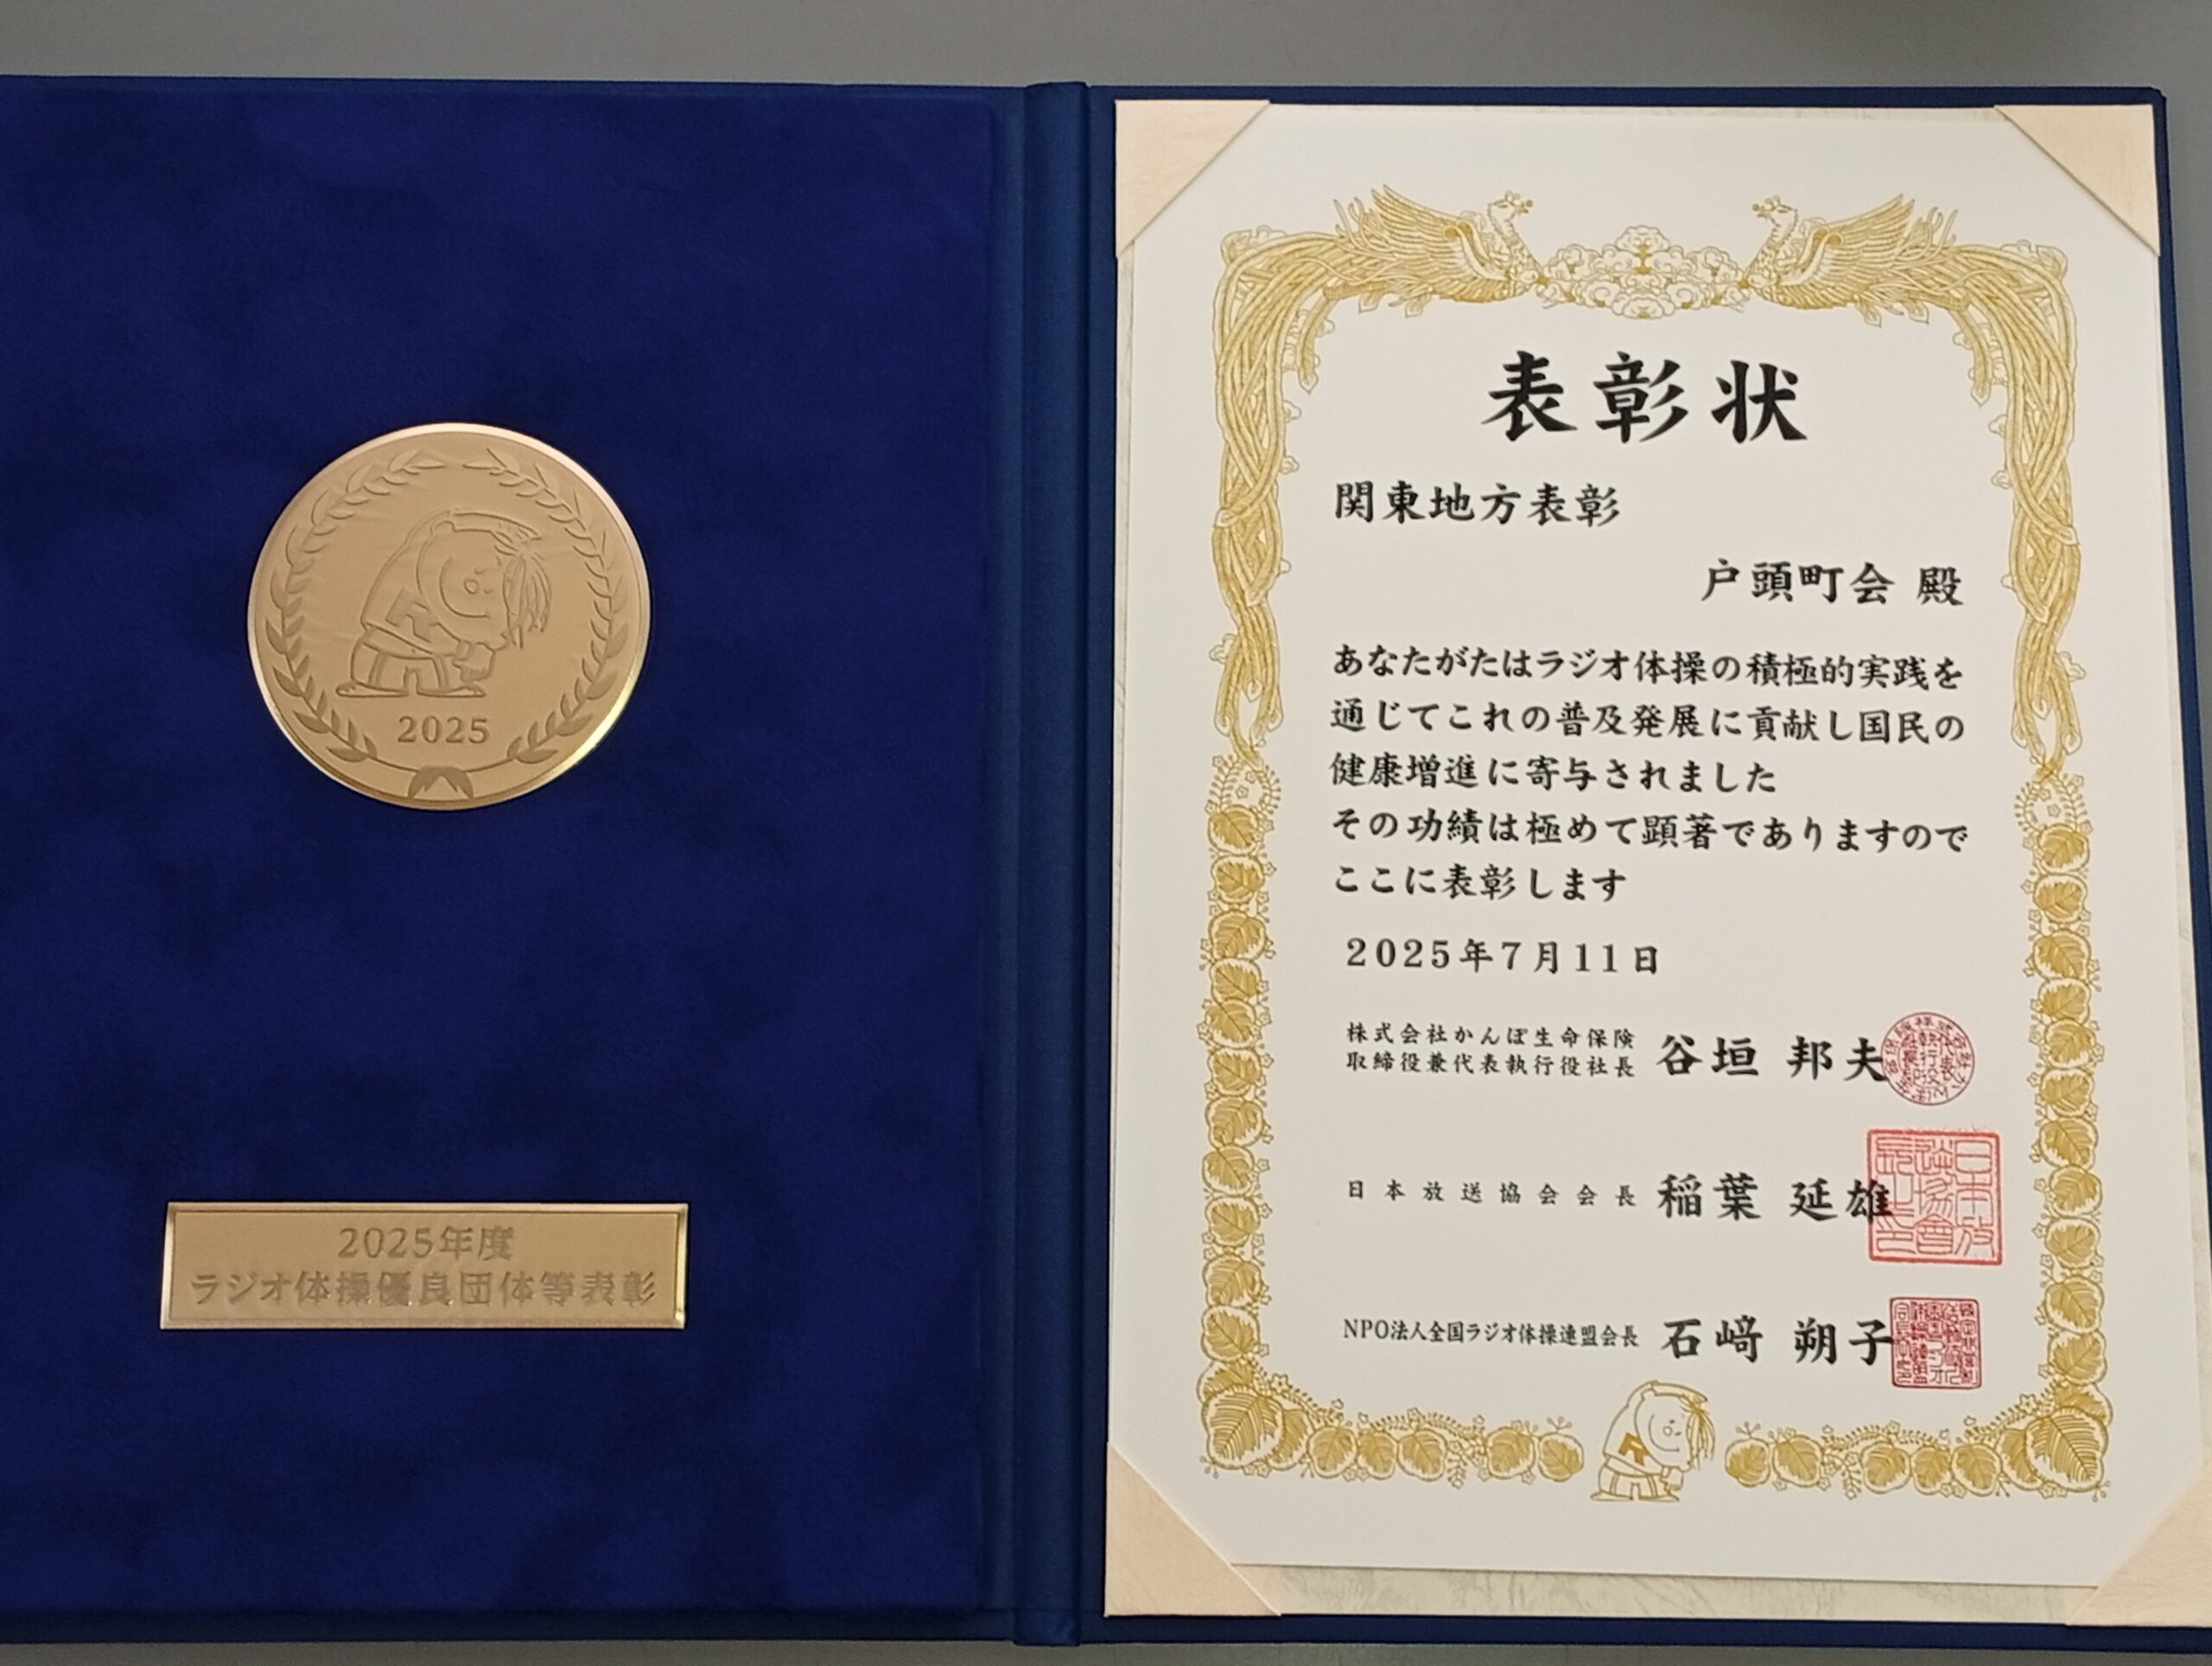 2025
2025年度
ラジオ体操優良団体等表彰
表彰状
関東地方表彰
戸頭町会 殿
あなたがたはラジオ体操の積極的実践を
通じてこれの普及発展に貢献し国民の
健康増進に寄与されました
その功績は極めて顕著でありますので
ここに表彰します
2025年7月11日
株式会社かんぽ生命保険
取締役兼代表執行役社長 谷垣 邦夫
日本放送協会会長 稲葉 延雄
NPO法人全国ラジオ体操連盟会長 石﨑 朔子